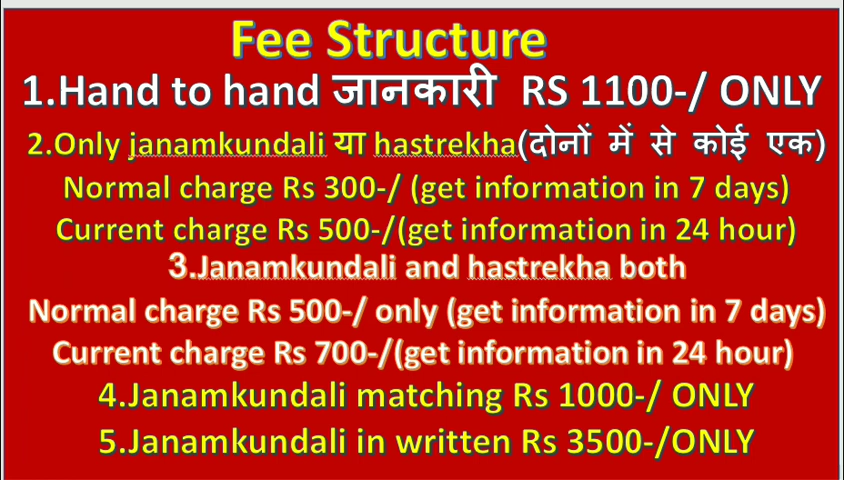 Fee Structure
1.Hand to hand जानकारी RS 1100-/ ONLY
2.Only janamkundali या hastrekha(दोनों में से कोई एक)
Normal charge Rs 300-/ (get information in 7 days)
Current charge Rs 500-/(get information in 24 hour)
3.Janamkundali and hastrekha both
Normal charge Rs 500-/ only (get information in 7 days)
Current charge Rs 700-/(get information in 24 hour)
4.Janamkundali matching Rs 1000-/ ONLY
5.Janamkundali in written Rs 3500-/ONLY